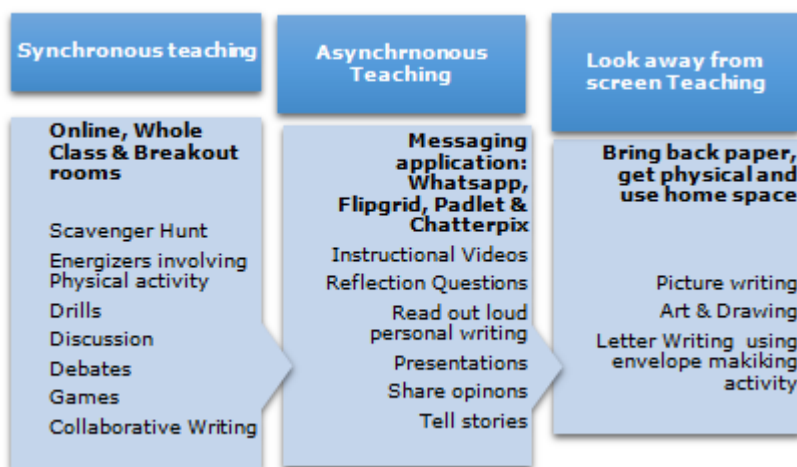 Synchronous teaching
Online, Whole
Class & Breakout
rooms
Scavenger Hunt
Energizers involving
Physical activity
Drills
Discussion
Debates
Games
Collaborative Writing
Asynchrnonous
Teaching
Messaging
application:
Whatsapp,
Flipgrid, Padlet &
Chatterpix
Instructional Videos
Reflection Questions
Read out loud
personal writing
Presentations
Share opinons
Tell stories
Look away from
screen Teaching
Bring back paper,
get physical and
use home space
Picture writing
Art & Drawing
Letter Writing using
envelope makiking
activity